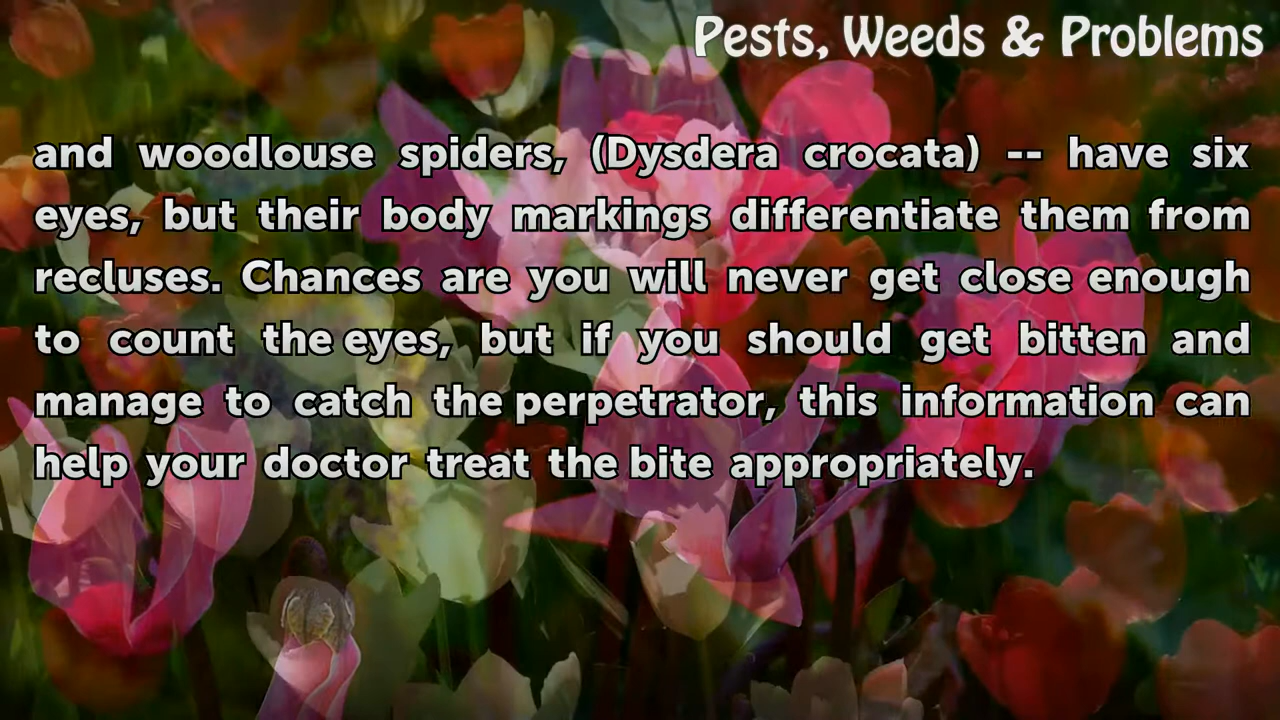 Pests, Weeds & Problems
and woodlouse spiders, (Dysdera crocata) -- have six
eyes, but their body markings differentiate them from
recluses. Chances are you will never get close enough
to count the eyes, but if you should get bitten and
manage to catch the perpetrator, this information can
help your doctor treat the bite appropriately.